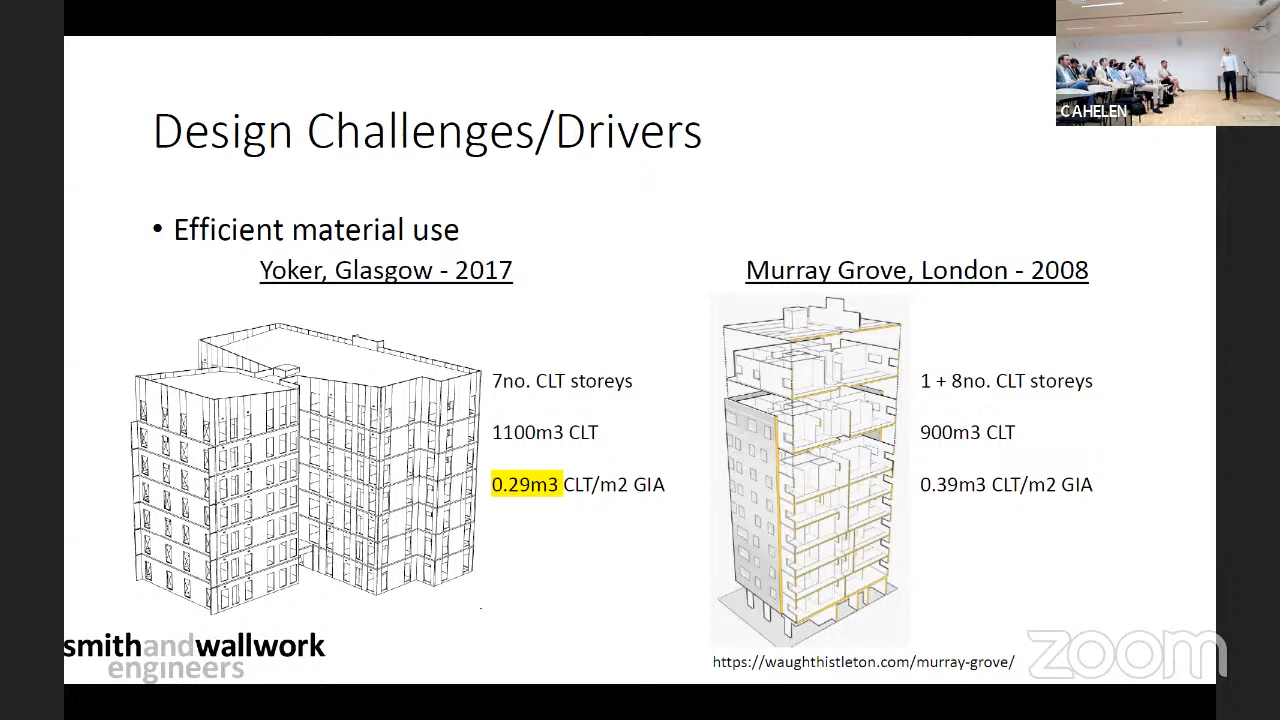 CAHELEN
Design Challenges/Drivers
• Efficient material use
Yoker, Glasgow - 2017
7no. CLT storeys
1100m3 CLT
0.29m3 CLT/m2 GIA
Murray Grove, London - 2008
1 + 8no. CLT storeys
900m3 CLT
0.39m3 CLT/m2 GIA
smithandwallwork
engineers
https://waughthistleton.com/murray-grove/
zoom